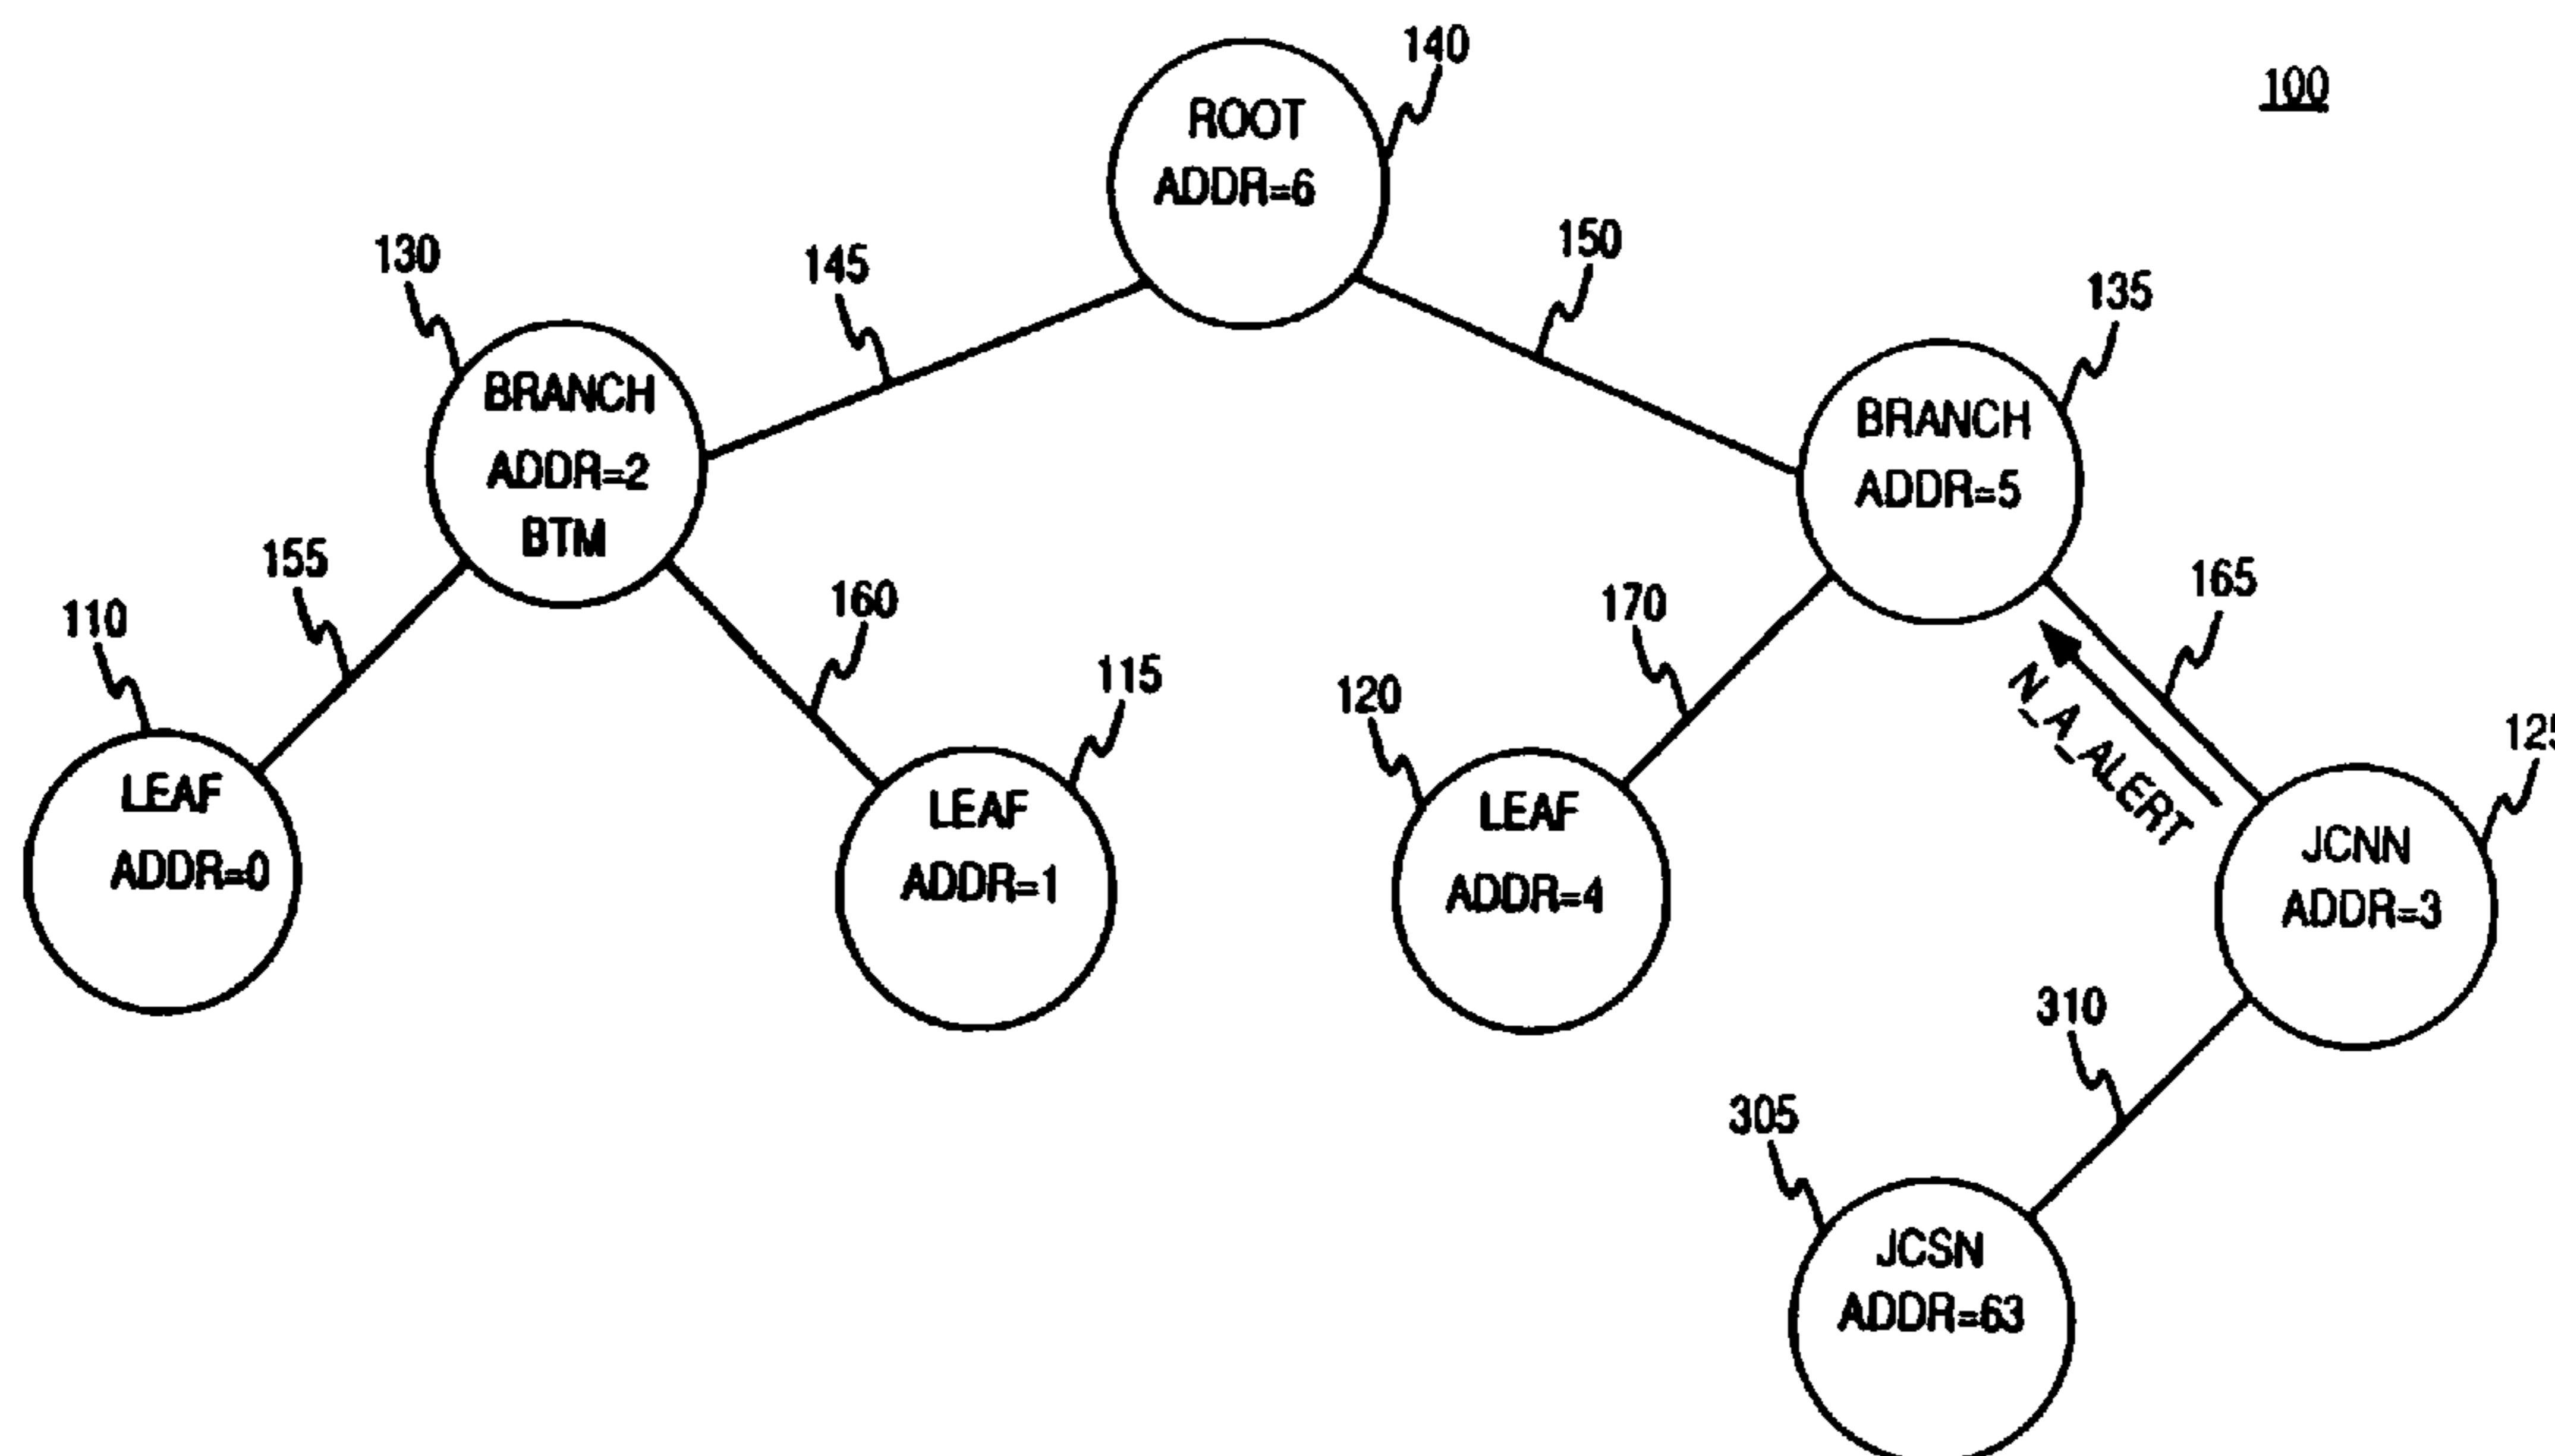 140
100
ROOT
ADDR=6
130
145
150
135
BRANCH
ADDR=2
BTM
BRANCH
ADDR=5
155
160
170
165
110
115
120
N_A_ALERT
125
LEAF
ADDR=0
LEAF
ADDR=1
LEAF
ADDR=4
JCNN
ADDR=3
310
305
JCSN
ADDR=63